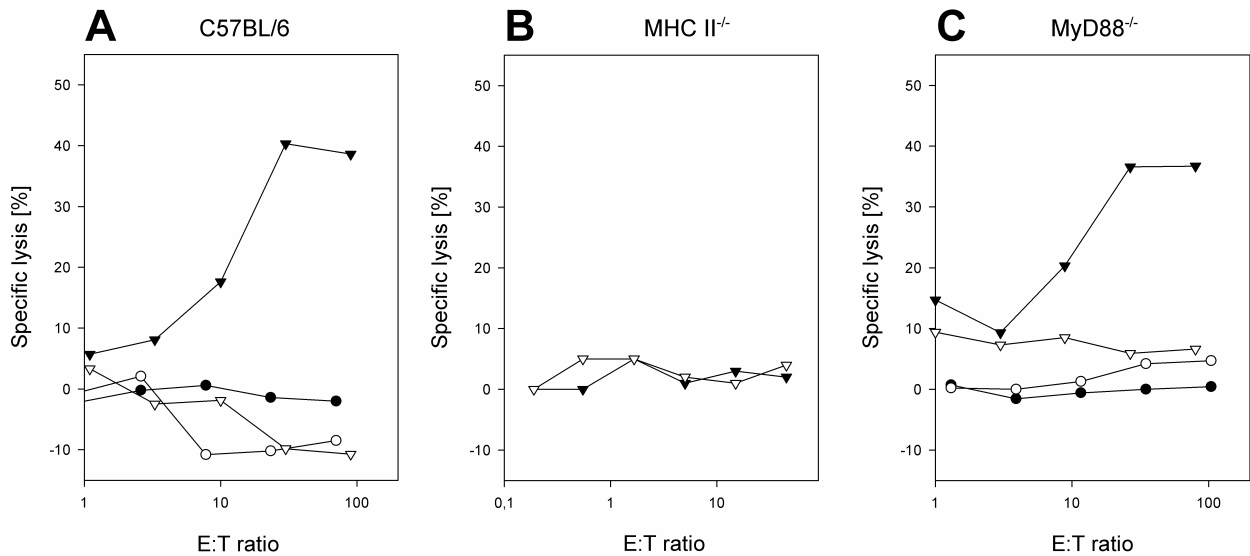 A C57BL/6
50
40
30
20
10
0
-10
Specific lysis [%]
1 10 100
E:T ratio
B MHC II-/-
50
40
30
20
10
0
-10
Specific lysis [%]
0,1 1 10
E:T ratio
C MyD88-/-
50
40
30
20
10
0
-10
Specific lysis [%]
1 10 100
E:T ratio